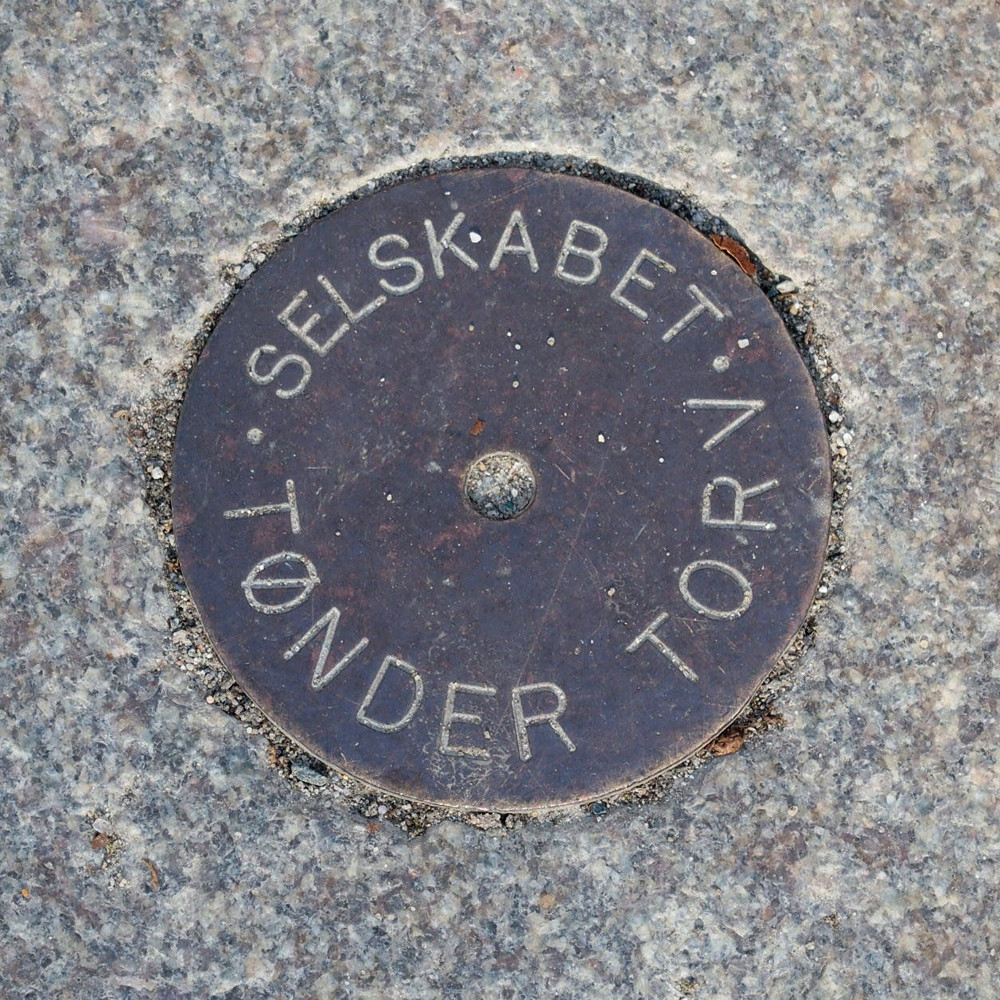 · SELSKABET ·
TØNDER TORV